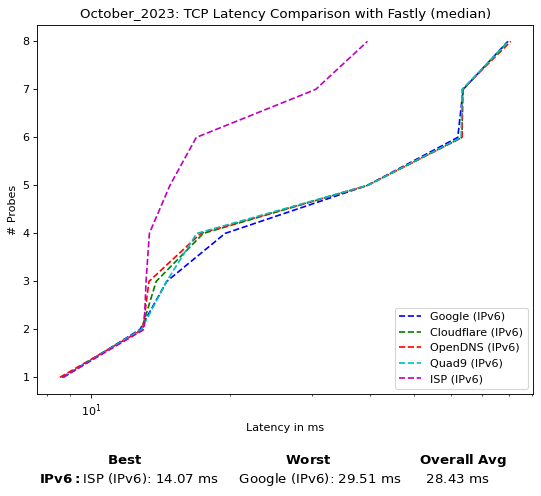 October_2023: TCP Latency Comparison with Fastly (median)
8
7
6
5
4
3
2
1
# Probes
Google (IPv6)
Cloudflare (IPv6)
OpenDNS (IPv6)
Quad9 (IPv6)
ISP (IPv6)
10¹
Latency in ms
Best Worst Overall Avg
IPv6: ISP (IPv6): 14.07 ms Google (IPv6): 29.51 ms 28.43 ms